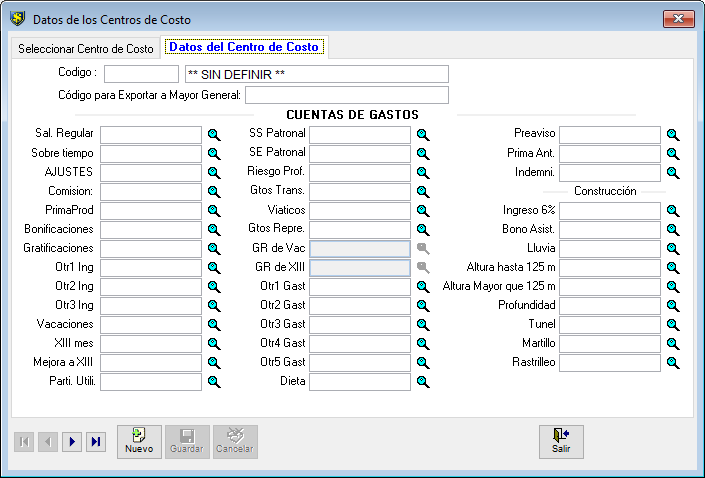 Datos de los Centros de Costo
Seleccionar Centro de Costo
Datos del Centro de Costo
Codigo :
** SIN DEFINIR **
Código para Exportar a Mayor General:
CUENTAS DE GASTOS
Sal. Regular
Sobre tiempo
AJUSTES
Comision:
PrimaProd
Bonificaciones
Gratificaciones
Otr1 Ing
Otr2 Ing
Otr3 Ing
Vacaciones
XIII mes
Mejora a XIII
Parti. Utili.
SS Patronal
SE Patronal
Riesgo Prof.
Gtos Trans.
Viaticos
Gtos Repre.
GR de Vac
GR de XIII
Otr1 Gast
Otr2 Gast
Otr3 Gast
Otr4 Gast
Otr5 Gast
Dieta
Preaviso
Prima Ant.
Indemni.
Construcción
Ingreso 6%
Bono Asist.
Lluvia
Altura hasta 125 m
Altura Mayor que 125 m
Profundidad
Tunel
Martillo
Rastrilleo
Nuevo
Guardar
Cancelar
Salir